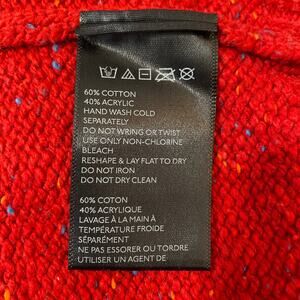 60% COTTON
40% ACRYLIC
HAND WASH COLD
SEPARATELY
DO NOT WRING OR TWIST
USE ONLY NON-CHLORINE
BLEACH
RESHAPE & LAY FLAT TO DRY
DO NOT IRON
DO NOT DRY CLEAN
60% COTON
40% ACRYLIQUE
LAVAGE À LA MAIN À
TEMPÉRATURE FROIDE
SÉPARÉMENT
NE PAS ESSORER OU TORDRE
UTILISER UN AGENT DE